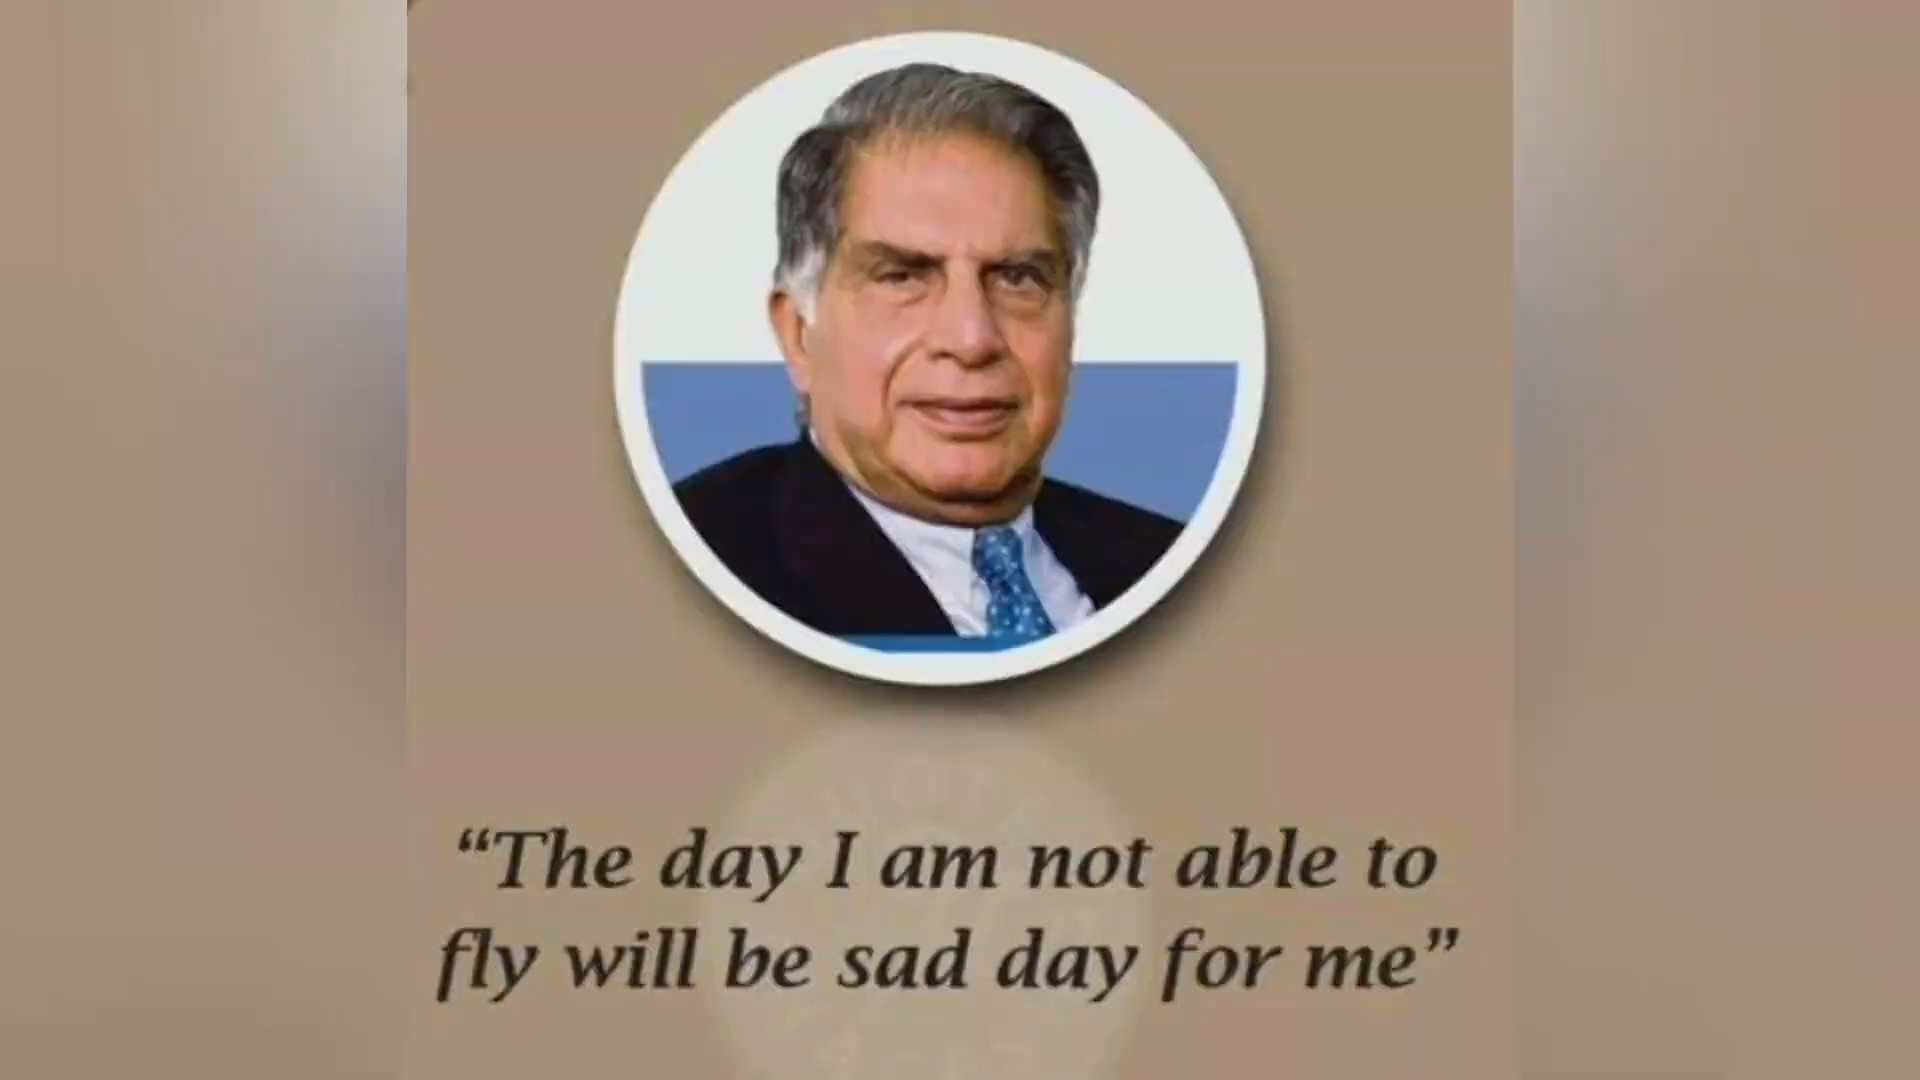 “The day I am not able to
fly will be sad day for me”